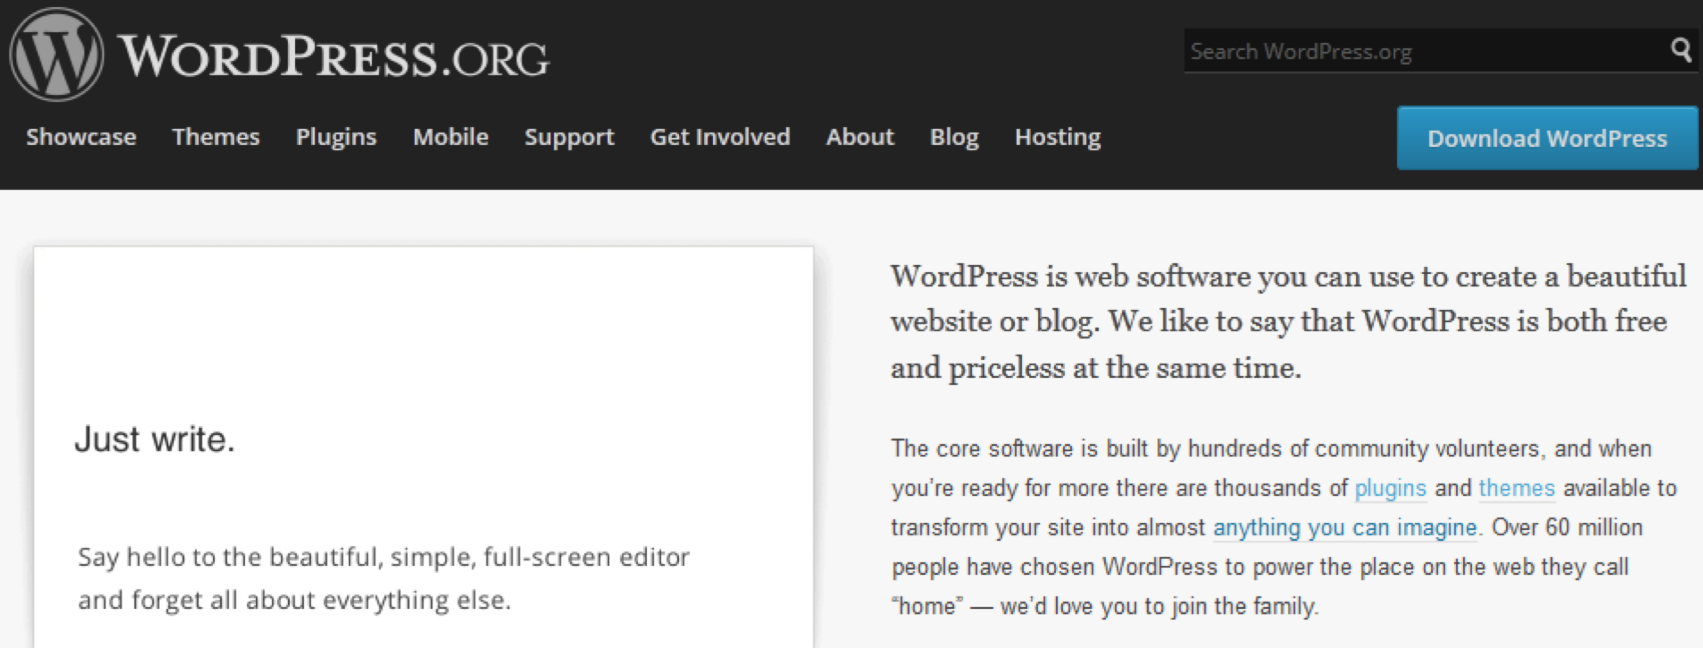 WORDPRESS.ORG
Search WordPress.org
Showcase Themes Plugins Mobile Support Get Involved About Blog Hosting
Download WordPress
Just write.
Say hello to the beautiful, simple, full-screen editor
and forget all about everything else.
WordPress is web software you can use to create a beautiful
website or blog. We like to say that WordPress is both free
and priceless at the same time.
The core software is built by hundreds of community volunteers, and when
you’re ready for more there are thousands of plugins and themes available to
transform your site into almost anything you can imagine. Over 60 million
people have chosen WordPress to power the place on the web they call
“home” — we’d love you to join the family.